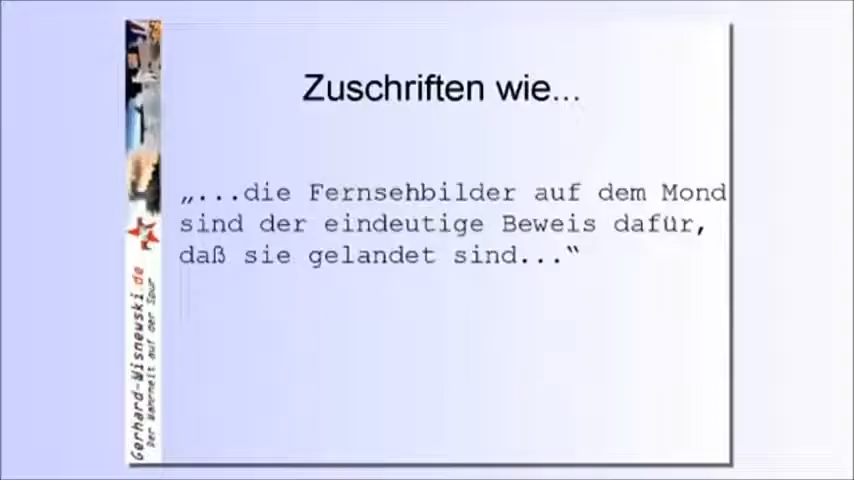 Zuschriften wie...
„...die Fernsehbilder auf dem Mond
sind der eindeutige Beweis dafür,
daß sie gelandet sind...“
Gerhard-Wisnewski.de
Der Wahrheit auf der Spur